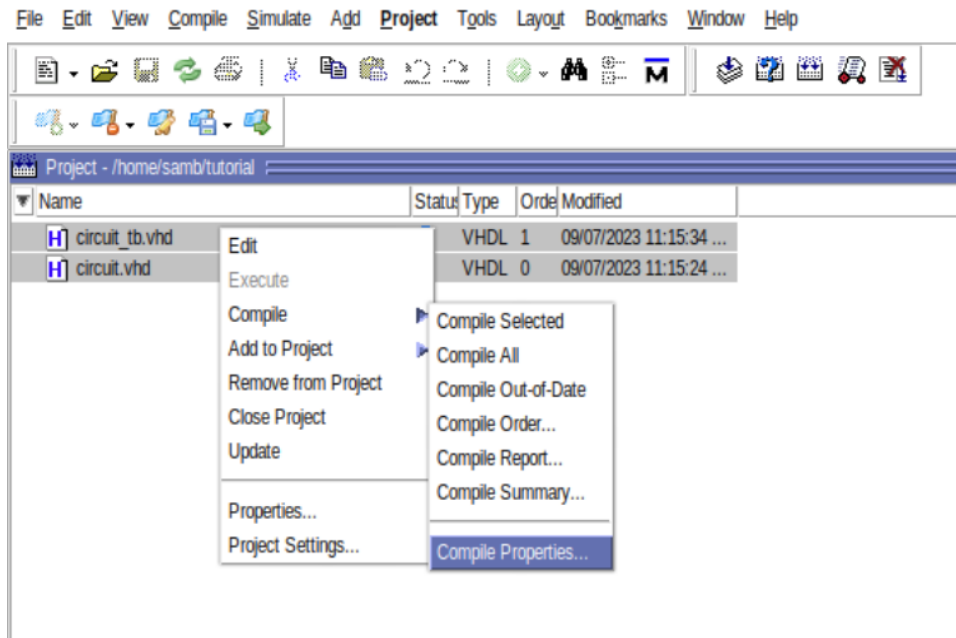 File Edit View Compile Simulate Add Project Tools Layout Bookmarks Window Help
Project - /home/samb/tutorial
Name Status Type Orde Modified
circuit_tb.vhd VHDL 1 09/07/2023 11:15:34 ...
circuit.vhd VHDL 0 09/07/2023 11:15:24 ...
Edit
Execute
Compile
Add to Project
Remove from Project
Close Project
Update
Properties...
Project Settings...
Compile Selected
Compile All
Compile Out-of-Date
Compile Order...
Compile Report...
Compile Summary...
Compile Properties...